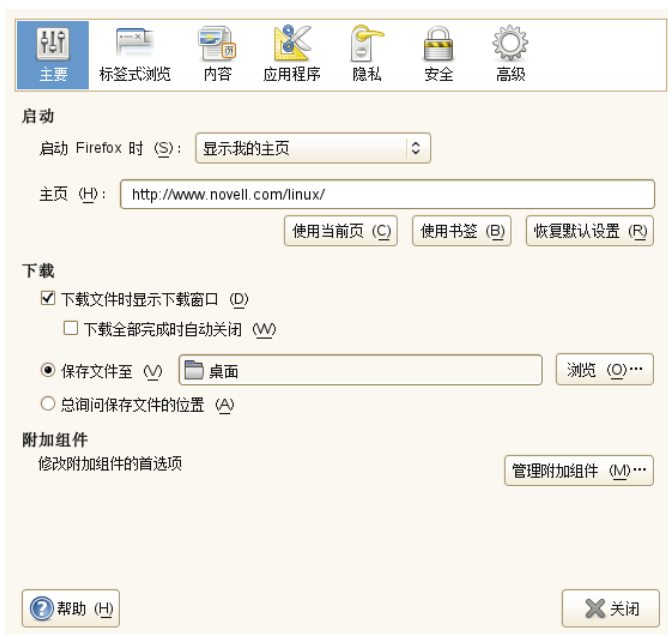 主要 标签式浏览 内容 应用程序 隐私 安全 高级
启动
启动 Firefox 时 (S): 显示我的主页
主页 (H): http://www.novell.com/linux/
使用当前页 (C) 使用书签 (B) 恢复默认设置 (R)
下载
下载文件时显示下载窗口 (D)
下载全部完成时自动关闭 (W)
保存文件至 (V) 桌面 浏览 (O)…
总询问保存文件的位置 (A)
附加组件
修改附加组件的首选项
管理附加组件 (M)…
帮助 (H) 关闭